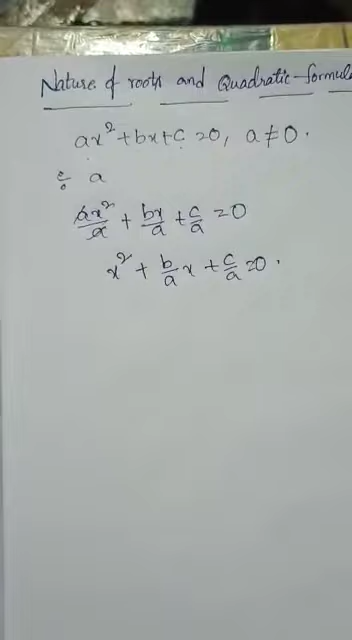 Nature of roots and Quadratic-formula
ax² + bx + c = 0, a ≠ 0.
÷ a
ax²/a + bx/a + c/a = 0
x² + b/a x + c/a = 0.